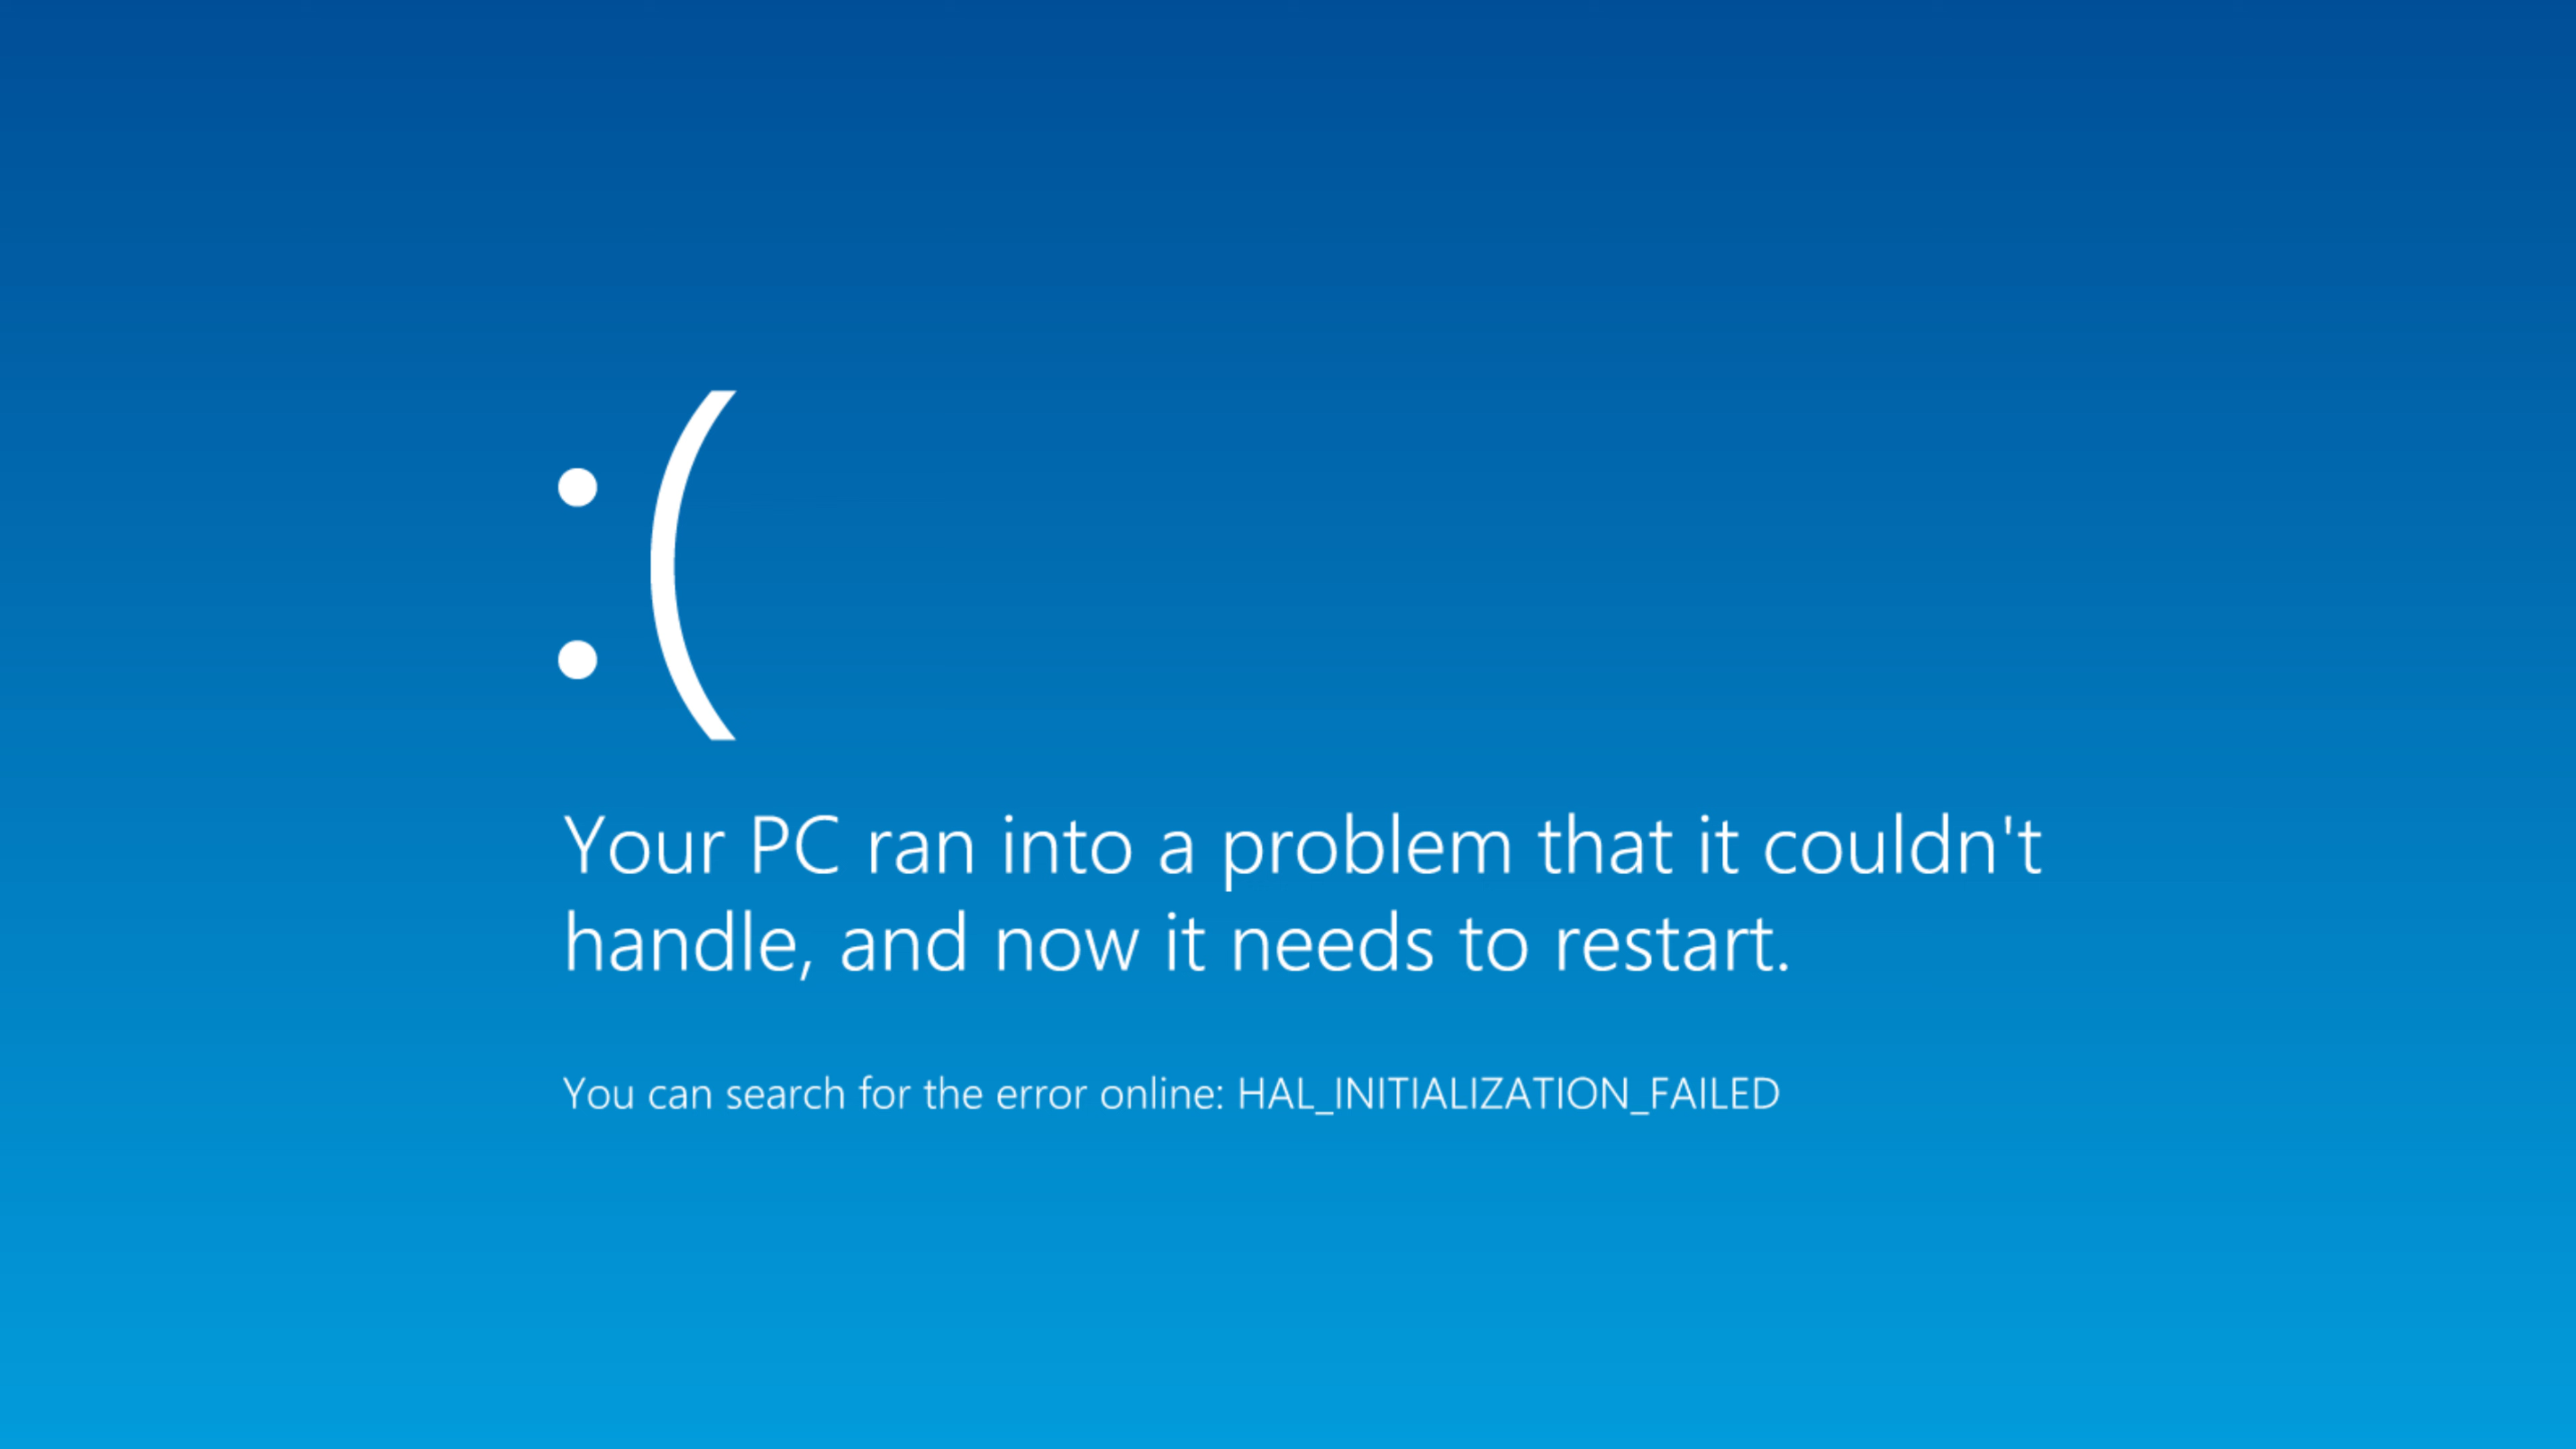 :(
Your PC ran into a problem that it couldn't
handle, and now it needs to restart.
You can search for the error online: HAL_INITIALIZATION_FAILED